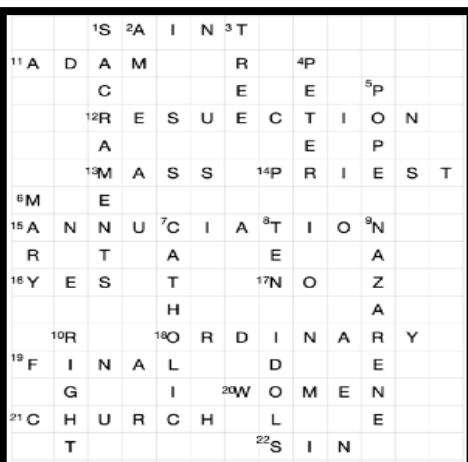 1S 2A I N 3T
11A D A M R 4P
C E E 5P
12R E S U E C T I O N
A E P
13M A S S 14P R I E S T
6M E
15A N N U 7C I A 8T I O 9N
R T A E A
16Y E S T 17N O Z
H A
10R 18O R D I N A R Y
19F I N A L D E
G I 20W O M E N
21C H U R C H L E
T 22S I N